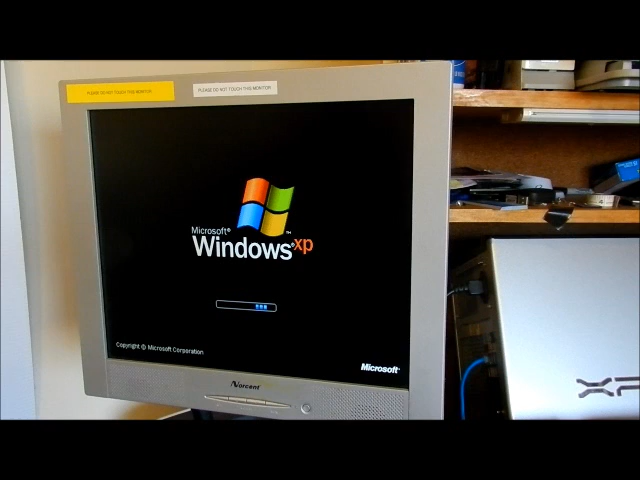 PLEASE DO NOT TOUCH THIS MONITOR
PLEASE DO NOT TOUCH THIS MONITOR
Microsoft®
Windows® xp ™
Copyright © Microsoft Corporation
Microsoft®
Norcent